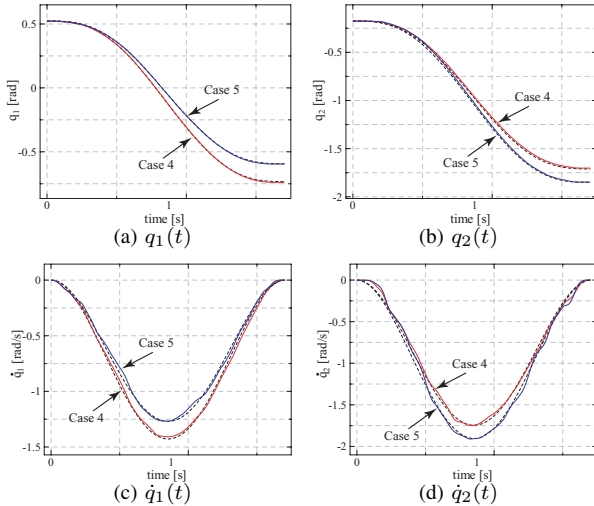 0.5
0
-0.5
q1 [rad]
Case 5
Case 4
0
1
time [s]
(a) q1(t)
0
-0.5
-1
-1.5
-2
q2 [rad]
Case 4
Case 5
0
1
time [s]
(b) q2(t)
0
-0.5
-1
-1.5
q̇1 [rad/s]
Case 5
Case 4
0
1
time [s]
(c) q̇1(t)
0
-0.5
-1
-1.5
-2
q̇2 [rad/s]
Case 4
Case 5
0
1
time [s]
(d) q̇2(t)